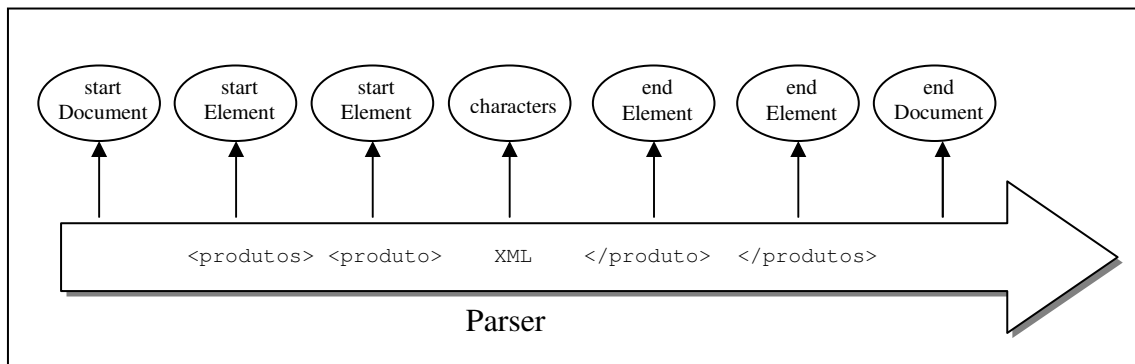 start
Document
start
Element
start
Element
characters
end
Element
end
Element
end
Document
<produtos> <produto> XML </produto> </produtos>
Parser